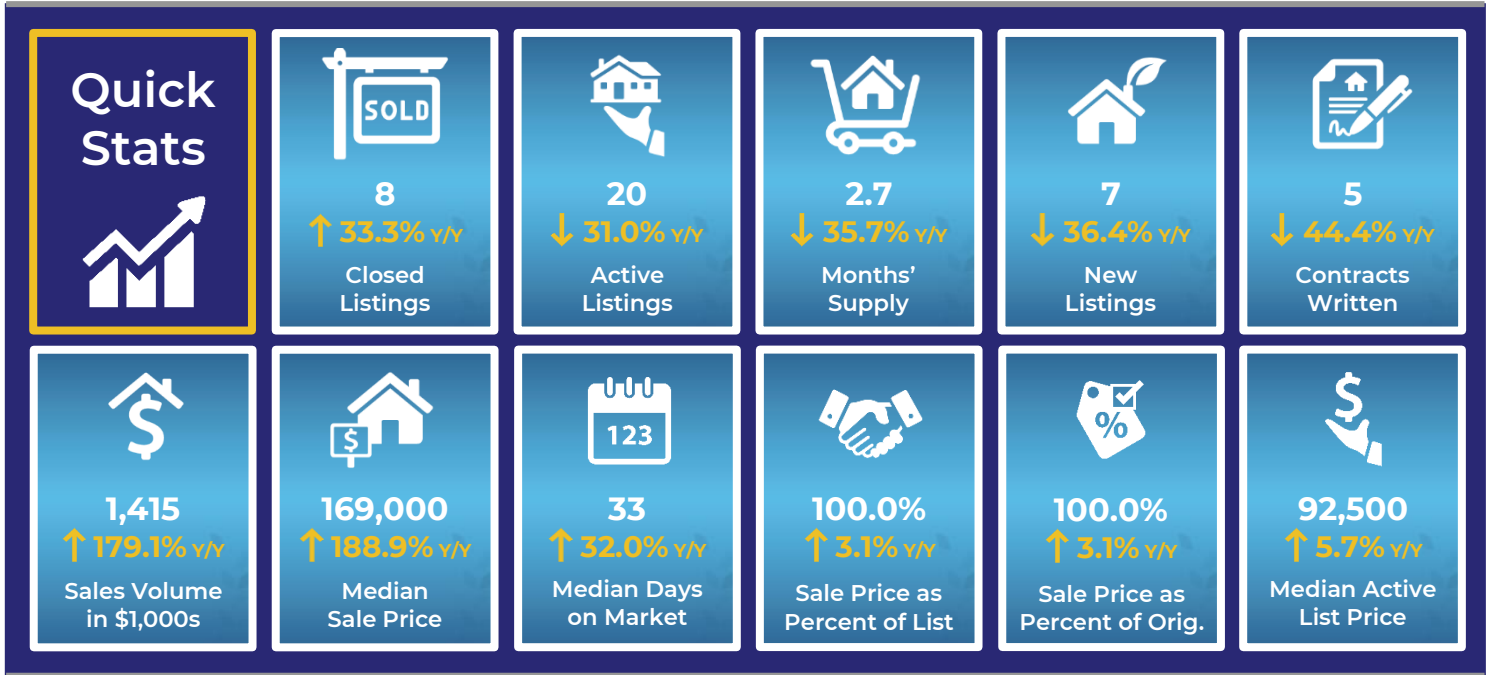 Quick
Stats
SOLD
8
↑ 33.3% Y/Y
Closed
Listings
20
↓ 31.0% Y/Y
Active
Listings
2.7
↓ 35.7% Y/Y
Months’
Supply
7
↓ 36.4% Y/Y
New
Listings
5
↓ 44.4% Y/Y
Contracts
Written
$
1,415
↑ 179.1% Y/Y
Sales Volume
in $1,000s
$
169,000
↑ 188.9% Y/Y
Median
Sale Price
123
33
↑ 32.0% Y/Y
Median Days
on Market
100.0%
↑ 3.1% Y/Y
Sale Price as
Percent of List
%
100.0%
↑ 3.1% Y/Y
Sale Price as
Percent of Orig.
$
92,500
↑ 5.7% Y/Y
Median Active
List Price